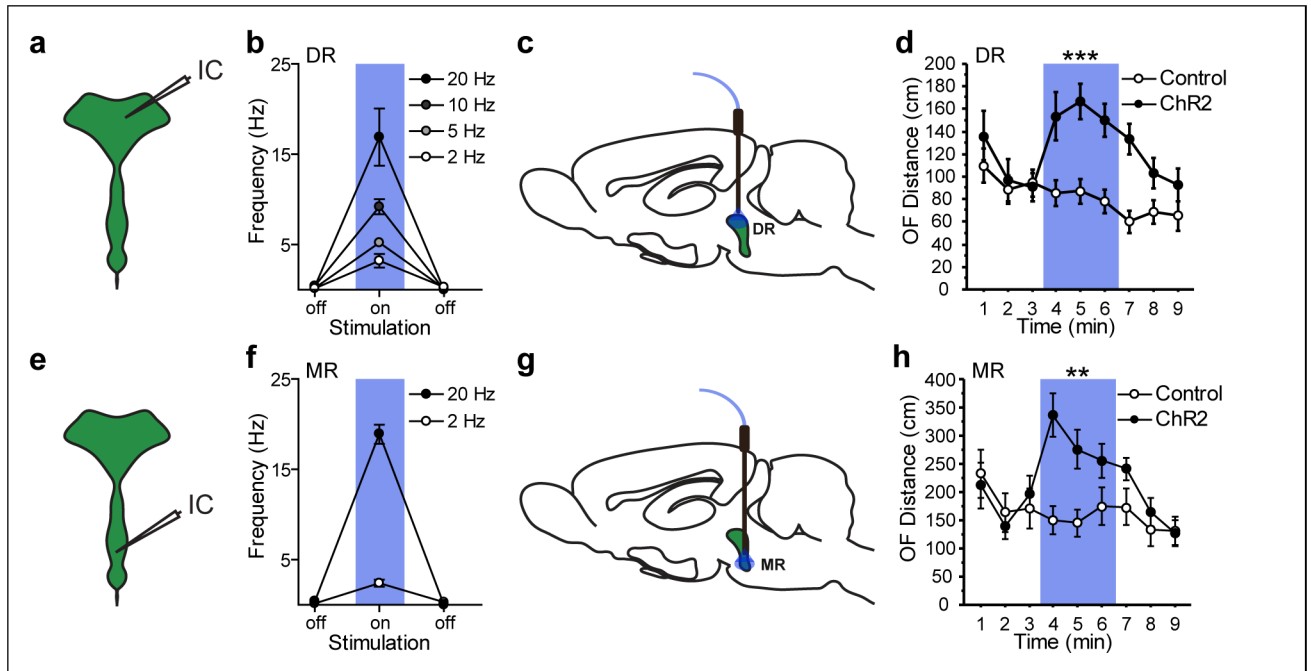 a
IC
b
DR
25
15
5
Frequency (Hz)
20 Hz
10 Hz
5 Hz
2 Hz
off
on
off
Stimulation
c
DR
d
DR
***
200
180
160
140
120
100
80
60
40
20
0
OF Distance (cm)
Control
ChR2
1 2 3 4 5 6 7 8 9
Time (min)
e
IC
f
MR
25
15
5
Frequency (Hz)
20 Hz
2 Hz
off
on
off
Stimulation
g
MR
h
MR
**
400
350
300
250
200
150
100
50
0
OF Distance (cm)
Control
ChR2
1 2 3 4 5 6 7 8 9
Time (min)